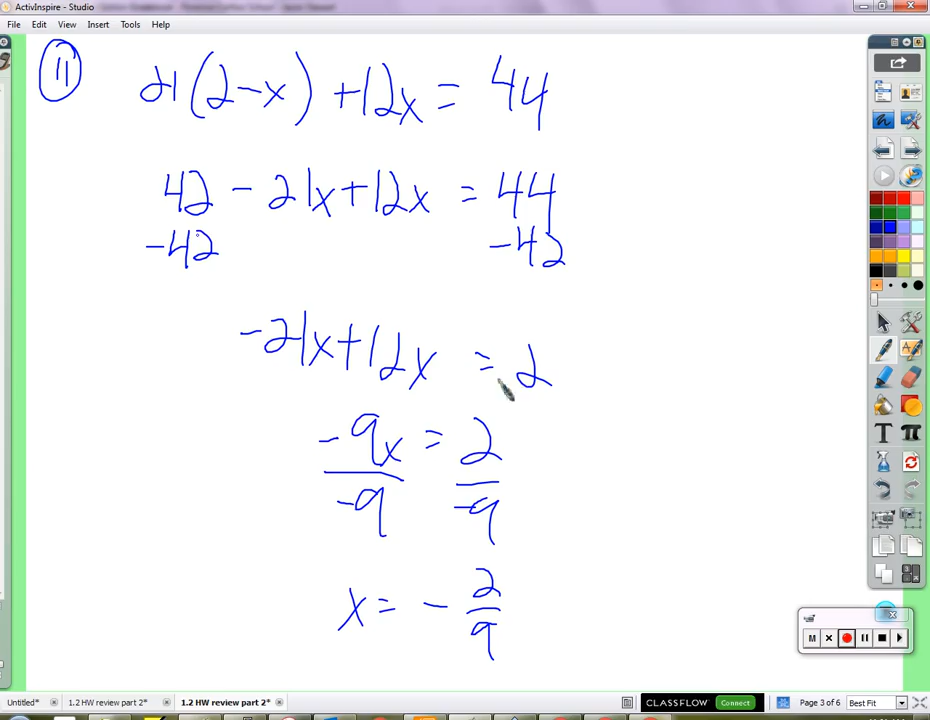 ActivInspire - Studio
File Edit View Insert Tools Help
11
21(2-x) +12x = 44
42 - 21x+12x = 44
-42 -42
-21x+12x = 2
-9x = 2
-9 -9
x = - 2/9
M
Untitled* 1.2 HW review part 2* 1.2 HW review part 2* CLASSFLOW Connect Page 3 of 6 Best Fit